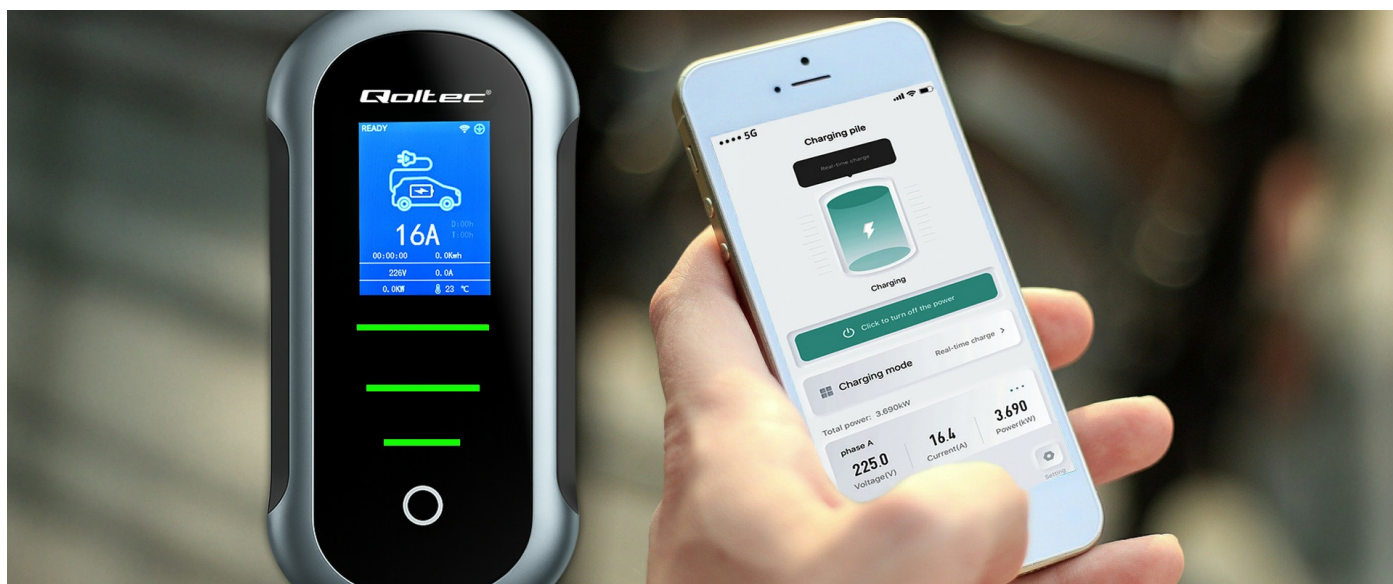 Qoltec®
READY
16A
D:00h
T:00h
00:00:00 0.0Kwh
226V 0.0A
0.0KW 23 ℃
5G
Charging pile
Real-time charge
Charging
Click to turn off the power
Charging mode Real-time charge >
Total power: 3.690kW
phase A
225.0 16.4 3.690
Voltage(V) Current(A) Power(kW)
Setting